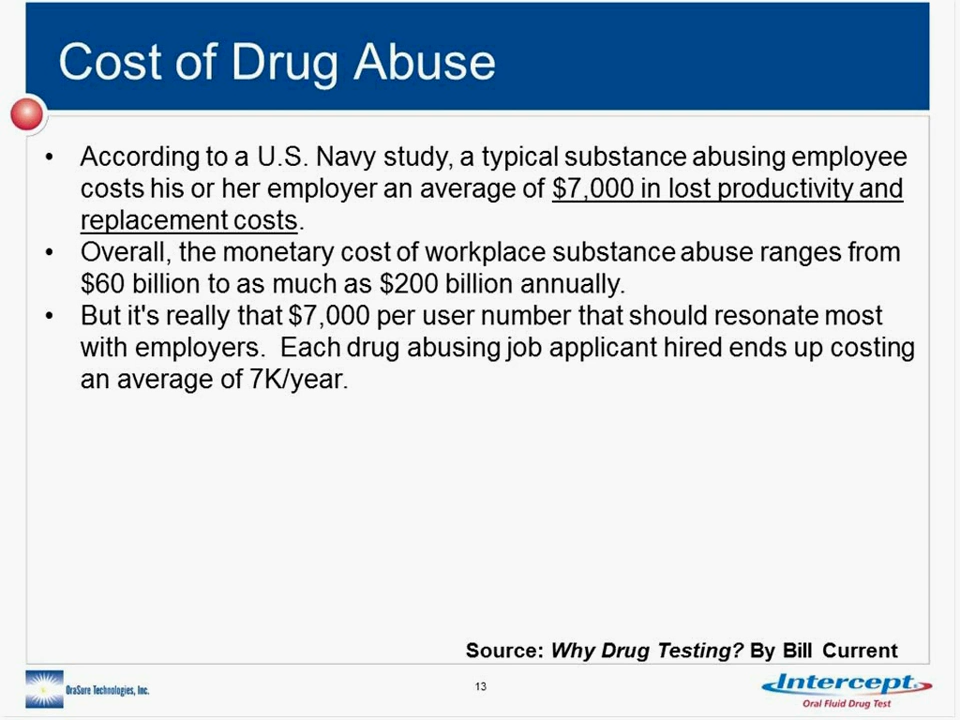 Cost of Drug Abuse
• According to a U.S. Navy study, a typical substance abusing employee
costs his or her employer an average of $7,000 in lost productivity and
replacement costs.
• Overall, the monetary cost of workplace substance abuse ranges from
$60 billion to as much as $200 billion annually.
• But it's really that $7,000 per user number that should resonate most
with employers.  Each drug abusing job applicant hired ends up costing
an average of 7K/year.
Source: Why Drug Testing? By Bill Current
OraSure Technologies, Inc.
13
Intercept®
Oral Fluid Drug Test